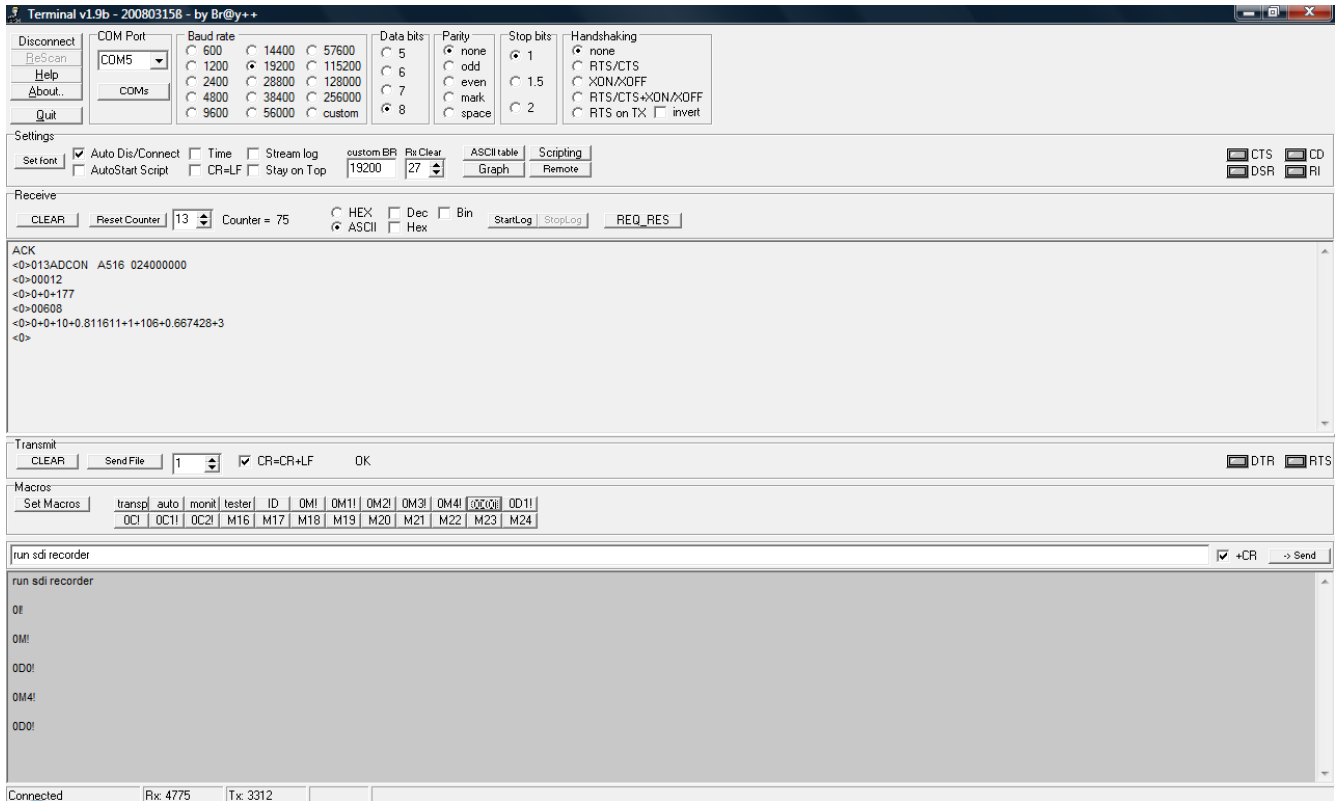 Terminal v1.9b - 20080315ß - by Br@y++
Disconnect
ReScan
Help
About..
Quit
COM Port
COM5
COMs
Baud rate
600 14400 57600
1200 19200 115200
2400 28800 128000
4800 38400 256000
9600 56000 custom
Data bits
5
6
7
8
Parity
none
odd
even
mark
space
Stop bits
1
1.5
2
Handshaking
none
RTS/CTS
XON/XOFF
RTS/CTS+XON/XOFF
RTS on TX invert
Settings
Set font
Auto Dis/Connect Time Stream log
AutoStart Script CR=LF Stay on Top
custom BR Rx Clear
19200 27
ASCII table Scripting
Graph Remote
CTS CD
DSR RI
Receive
CLEAR Reset Counter 13 Counter = 75
HEX Dec Bin
ASCII Hex
StartLog StopLog REQ_RES
ACK
<0>013ADCON A516 024000000
<0>00012
<0>0+0+177
<0>00608
<0>0+0+10+0.811611+1+106+0.667428+3
<0>
Transmit
CLEAR Send File 1 CR=CR+LF OK
DTR RTS
Macros
Set Macros
transp auto monit tester ID 0M! 0M1! 0M2! 0M3! 0M4! 0D0! 0D1!
0C! 0C1! 0C2! M16 M17 M18 M19 M20 M21 M22 M23 M24
run sdi recorder +CR -> Send
run sdi recorder
0I!
0M!
0D0!
0M4!
0D0!
Connected Rx: 4775 Tx: 3312